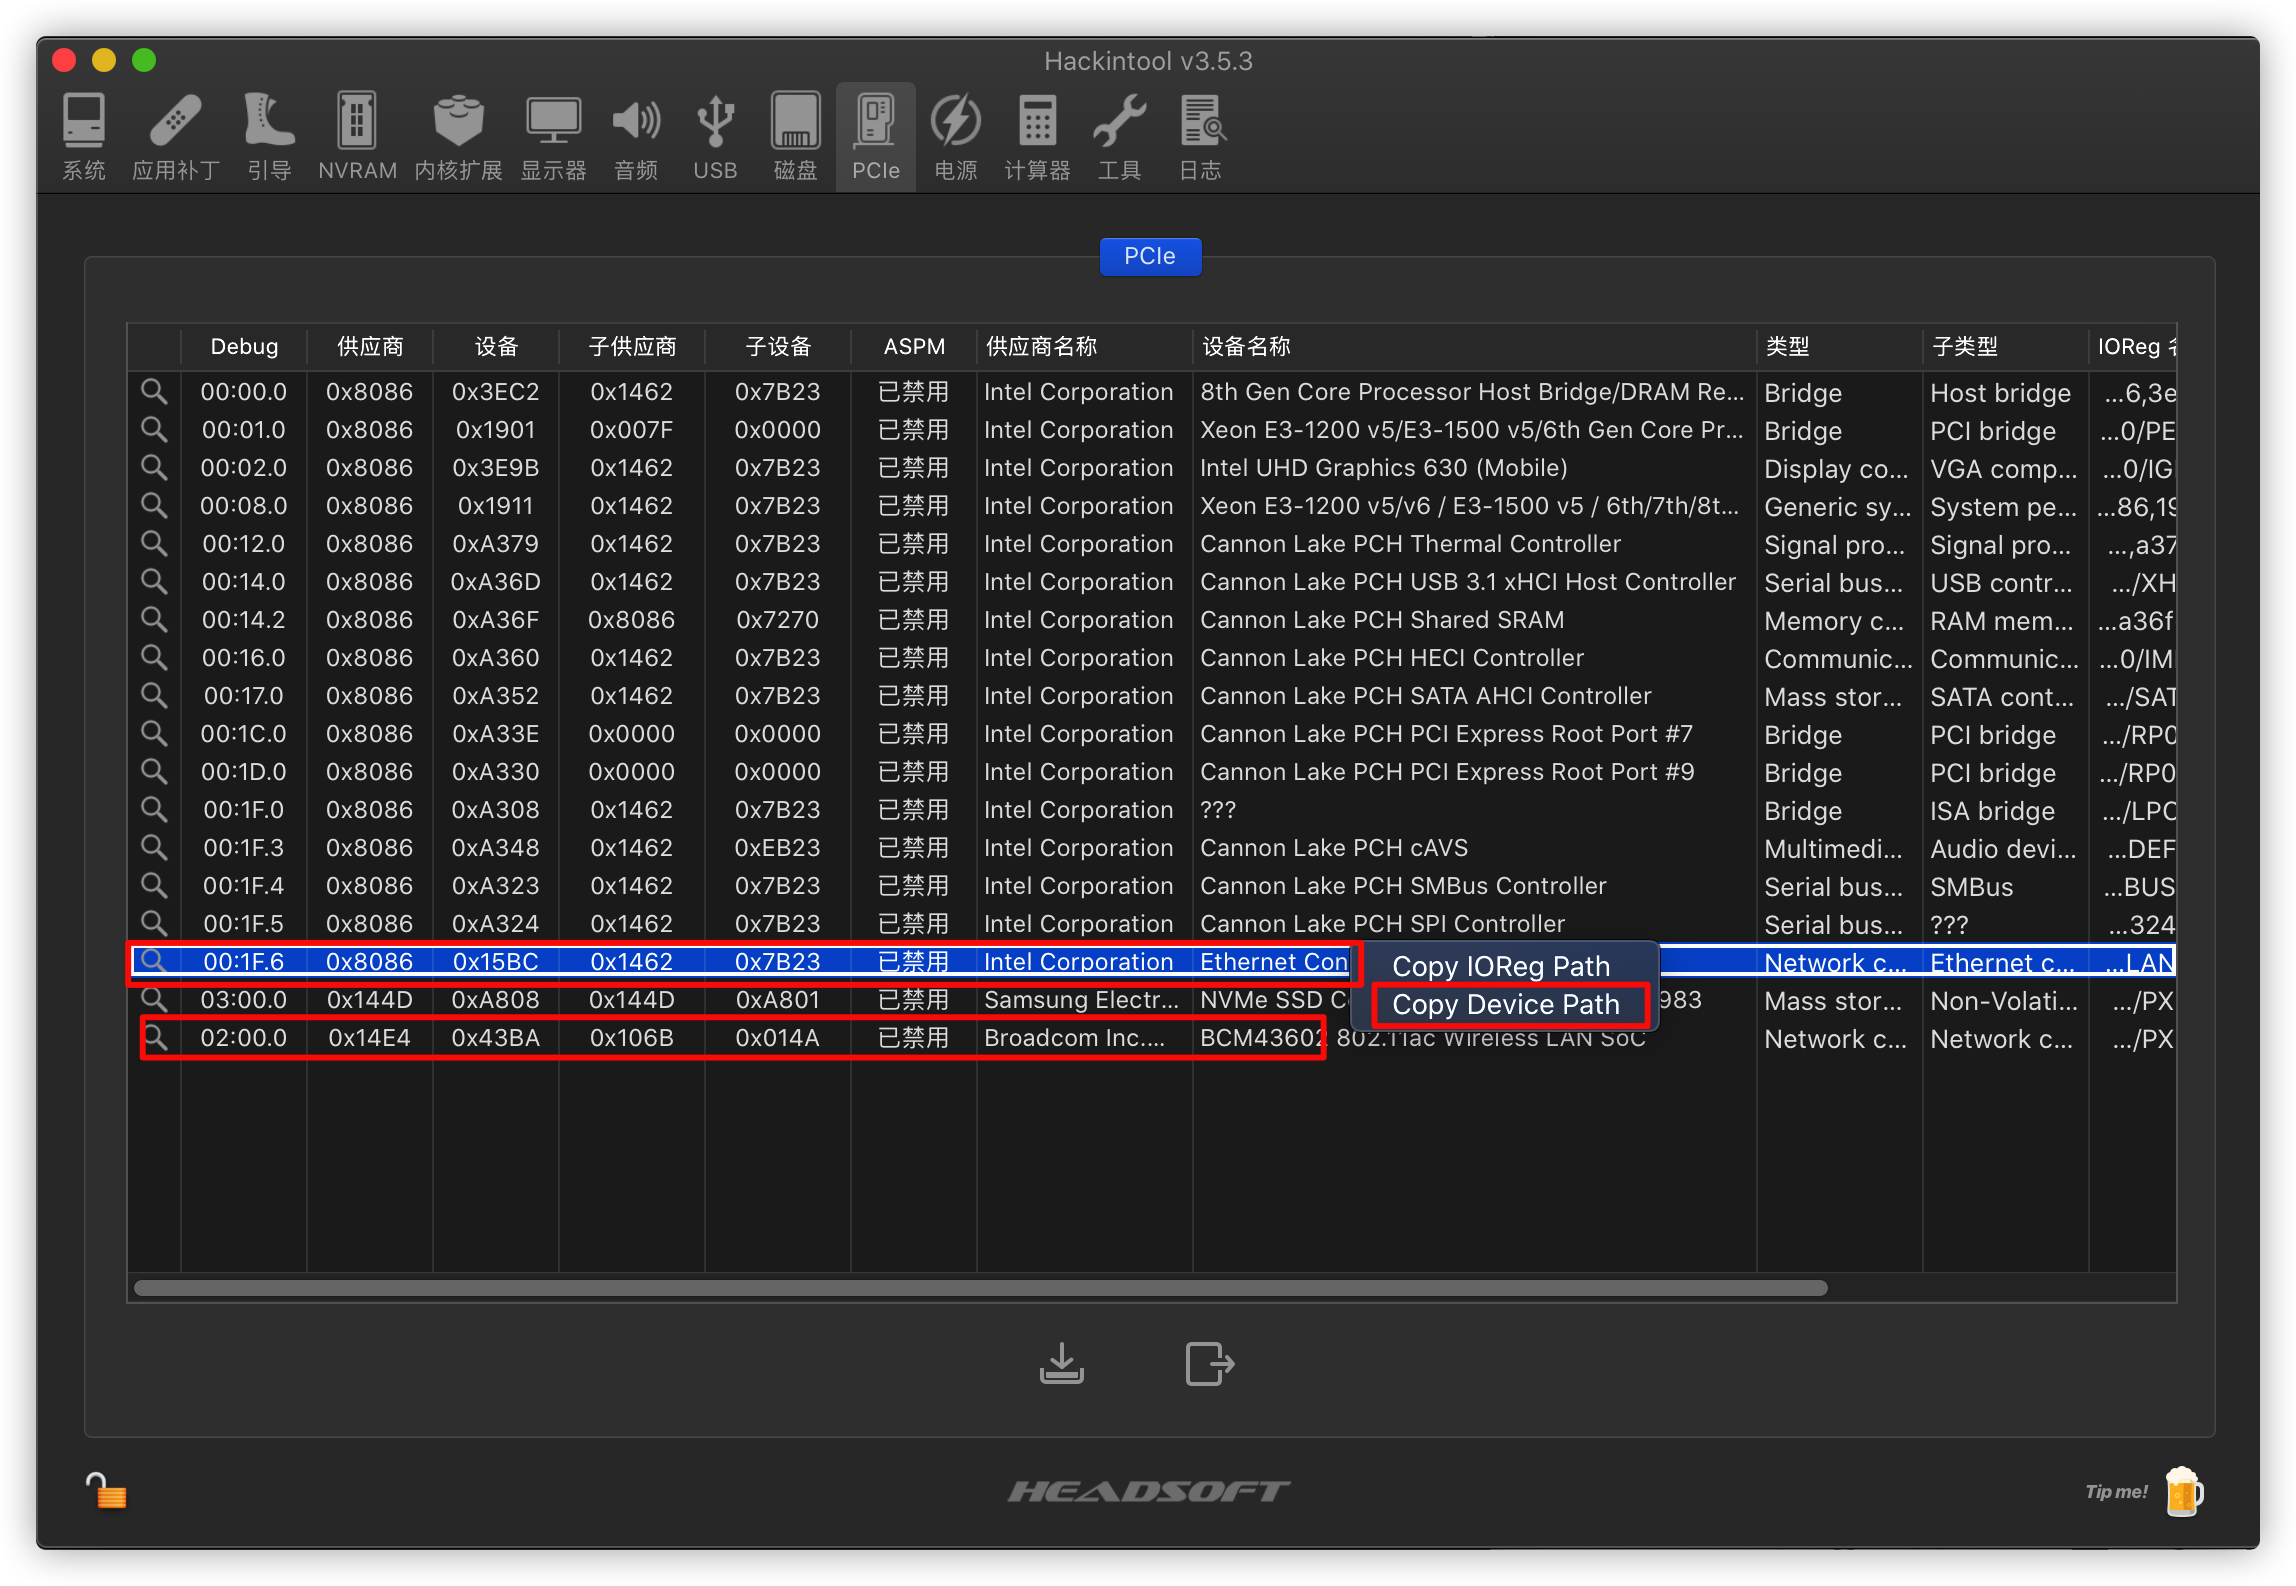 Hackintool v3.5.3
系统 应用补丁 引导 NVRAM 内核扩展 显示器 音频 USB 磁盘 PCIe 电源 计算器 工具 日志
PCIe
Debug 供应商 设备 子供应商 子设备 ASPM 供应商名称 设备名称 类型 子类型 IOReg
00:00.0 0x8086 0x3EC2 0x1462 0x7B23 已禁用 Intel Corporation 8th Gen Core Processor Host Bridge/DRAM Re... Bridge Host bridge ...6,3e
00:01.0 0x8086 0x1901 0x007F 0x0000 已禁用 Intel Corporation Xeon E3-1200 v5/E3-1500 v5/6th Gen Core Pr... Bridge PCI bridge ...0/PE
00:02.0 0x8086 0x3E9B 0x1462 0x7B23 已禁用 Intel Corporation Intel UHD Graphics 630 (Mobile) Display co... VGA comp... ...0/IG
00:08.0 0x8086 0x1911 0x1462 0x7B23 已禁用 Intel Corporation Xeon E3-1200 v5/v6 / E3-1500 v5 / 6th/7th/8t... Generic sy... System pe... ...86,19
00:12.0 0x8086 0xA379 0x1462 0x7B23 已禁用 Intel Corporation Cannon Lake PCH Thermal Controller Signal pro... Signal pro... ...,a37
00:14.0 0x8086 0xA36D 0x1462 0x7B23 已禁用 Intel Corporation Cannon Lake PCH USB 3.1 xHCI Host Controller Serial bus... USB contr... .../XH
00:14.2 0x8086 0xA36F 0x8086 0x7270 已禁用 Intel Corporation Cannon Lake PCH Shared SRAM Memory c... RAM mem... ...a36f
00:16.0 0x8086 0xA360 0x1462 0x7B23 已禁用 Intel Corporation Cannon Lake PCH HECI Controller Communic... Communic... ...0/IM
00:17.0 0x8086 0xA352 0x1462 0x7B23 已禁用 Intel Corporation Cannon Lake PCH SATA AHCI Controller Mass stor... SATA cont... .../SAT
00:1C.0 0x8086 0xA33E 0x0000 0x0000 已禁用 Intel Corporation Cannon Lake PCH PCI Express Root Port #7 Bridge PCI bridge .../RP0
00:1D.0 0x8086 0xA330 0x0000 0x0000 已禁用 Intel Corporation Cannon Lake PCH PCI Express Root Port #9 Bridge PCI bridge .../RP0
00:1F.0 0x8086 0xA308 0x1462 0x7B23 已禁用 Intel Corporation ??? Bridge ISA bridge .../LPC
00:1F.3 0x8086 0xA348 0x1462 0xEB23 已禁用 Intel Corporation Cannon Lake PCH cAVS Multimedi... Audio devi... ...DEF
00:1F.4 0x8086 0xA323 0x1462 0x7B23 已禁用 Intel Corporation Cannon Lake PCH SMBus Controller Serial bus... SMBus ...BUS
00:1F.5 0x8086 0xA324 0x1462 0x7B23 已禁用 Intel Corporation Cannon Lake PCH SPI Controller Serial bus... ??? ...324
00:1F.6 0x8086 0x15BC 0x1462 0x7B23 已禁用 Intel Corporation Ethernet Con Network c... Ethernet c... ...LAN
Copy IOReg Path
Copy Device Path
03:00.0 0x144D 0xA808 0x144D 0xA801 已禁用 Samsung Electr... NVMe SSD C 983 Mass stor... Non-Volati... .../PX
02:00.0 0x14E4 0x43BA 0x106B 0x014A 已禁用 Broadcom Inc.... BCM43602 802.11ac Wireless LAN SoC Network c... Network c... .../PX
HEADSOFT
Tip me!